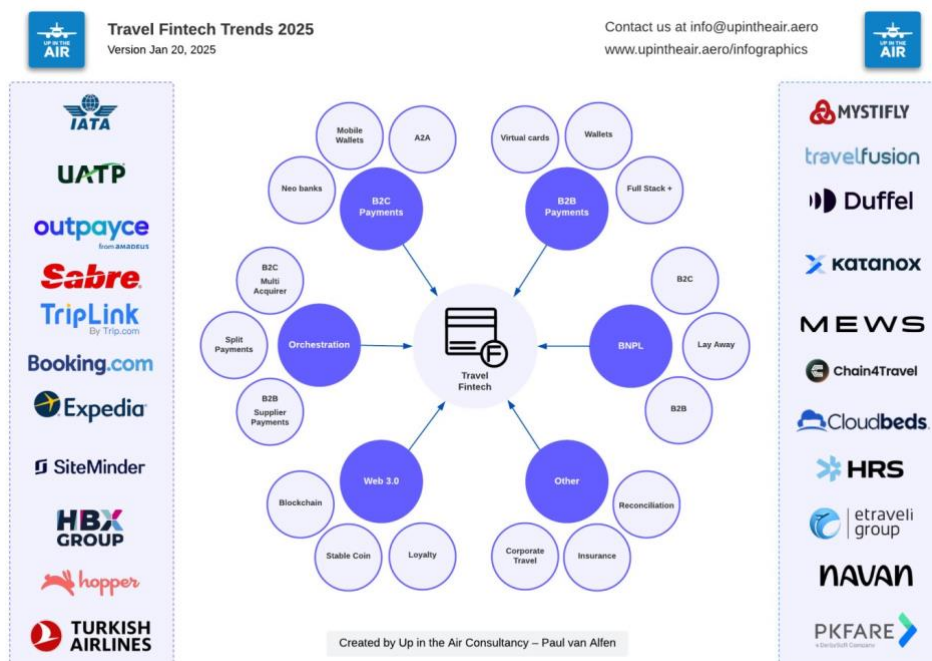 UP IN THE
AIR
Travel Fintech Trends 2025
Version Jan 20, 2025
Contact us at info@upintheair.aero
www.upintheair.aero/infographics
UP IN THE
AIR
IATA
UATP
outpayce
from AMADEUS
Sabre
TripLink
By Trip.com
Booking.com
Expedia
SiteMinder
HBX
GROUP
hopper
TURKISH
AIRLINES
Mobile
Wallets
A2A
Neo banks
B2C
Payments
Virtual cards
Wallets
Full Stack +
B2B
Payments
B2C
Multi
Acquirer
Split
Payments
B2B
Supplier
Payments
Orchestration
F
Travel
Fintech
BNPL
B2C
Lay Away
B2B
Web 3.0
Blockchain
Stable Coin
Loyalty
Other
Reconciliation
Corporate
Travel
Insurance
MYSTIFLY
travelfusion
Duffel
KATANOX
MEWS
Chain4Travel
Cloudbeds
HRS
etraveli
group
NAVAN
PKFARE
a DerbySoft Company
Created by Up in the Air Consultancy – Paul van Alfen